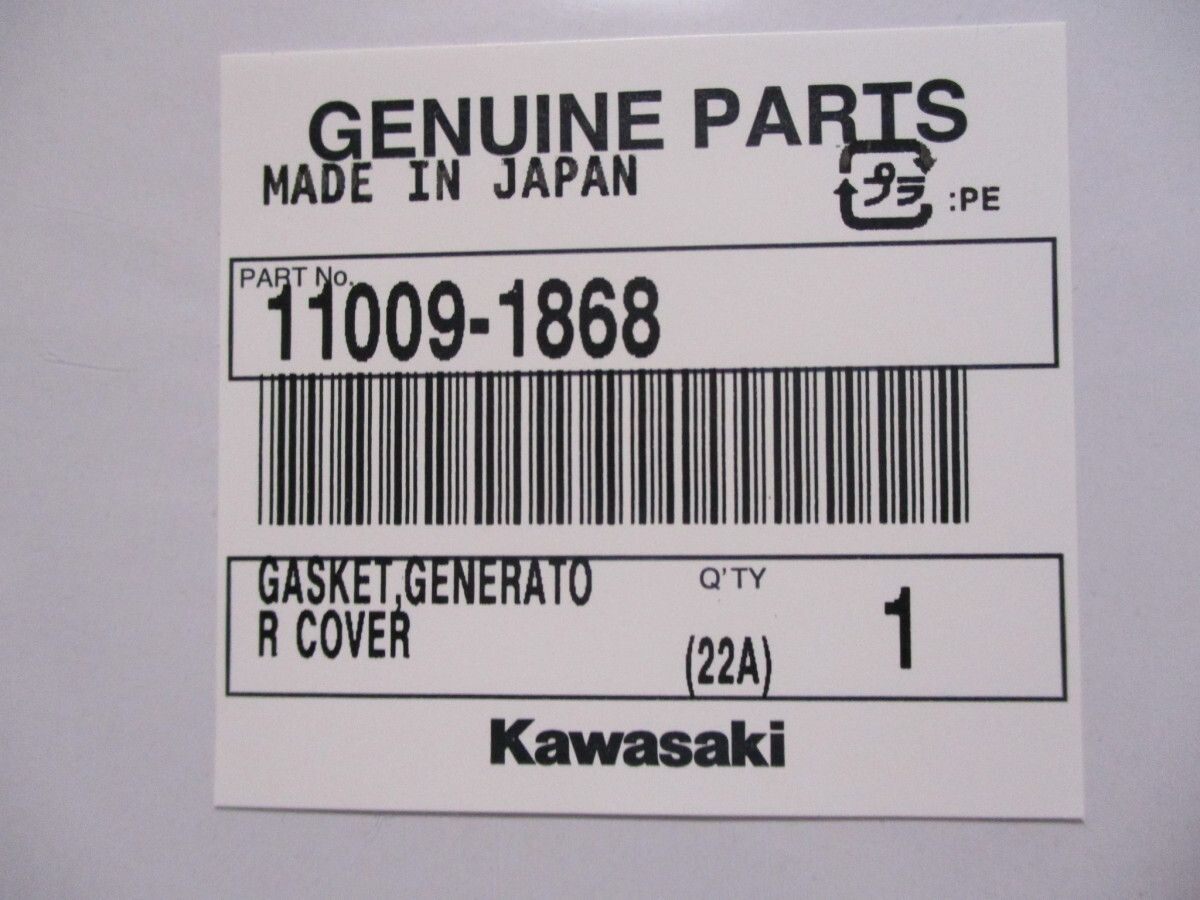 GENUINE PARTS
MADE IN JAPAN
プラ :PE
PART No.
11009-1868
GASKET,GENERATO
R COVER
Q'TY
(22A)
1
Kawasaki